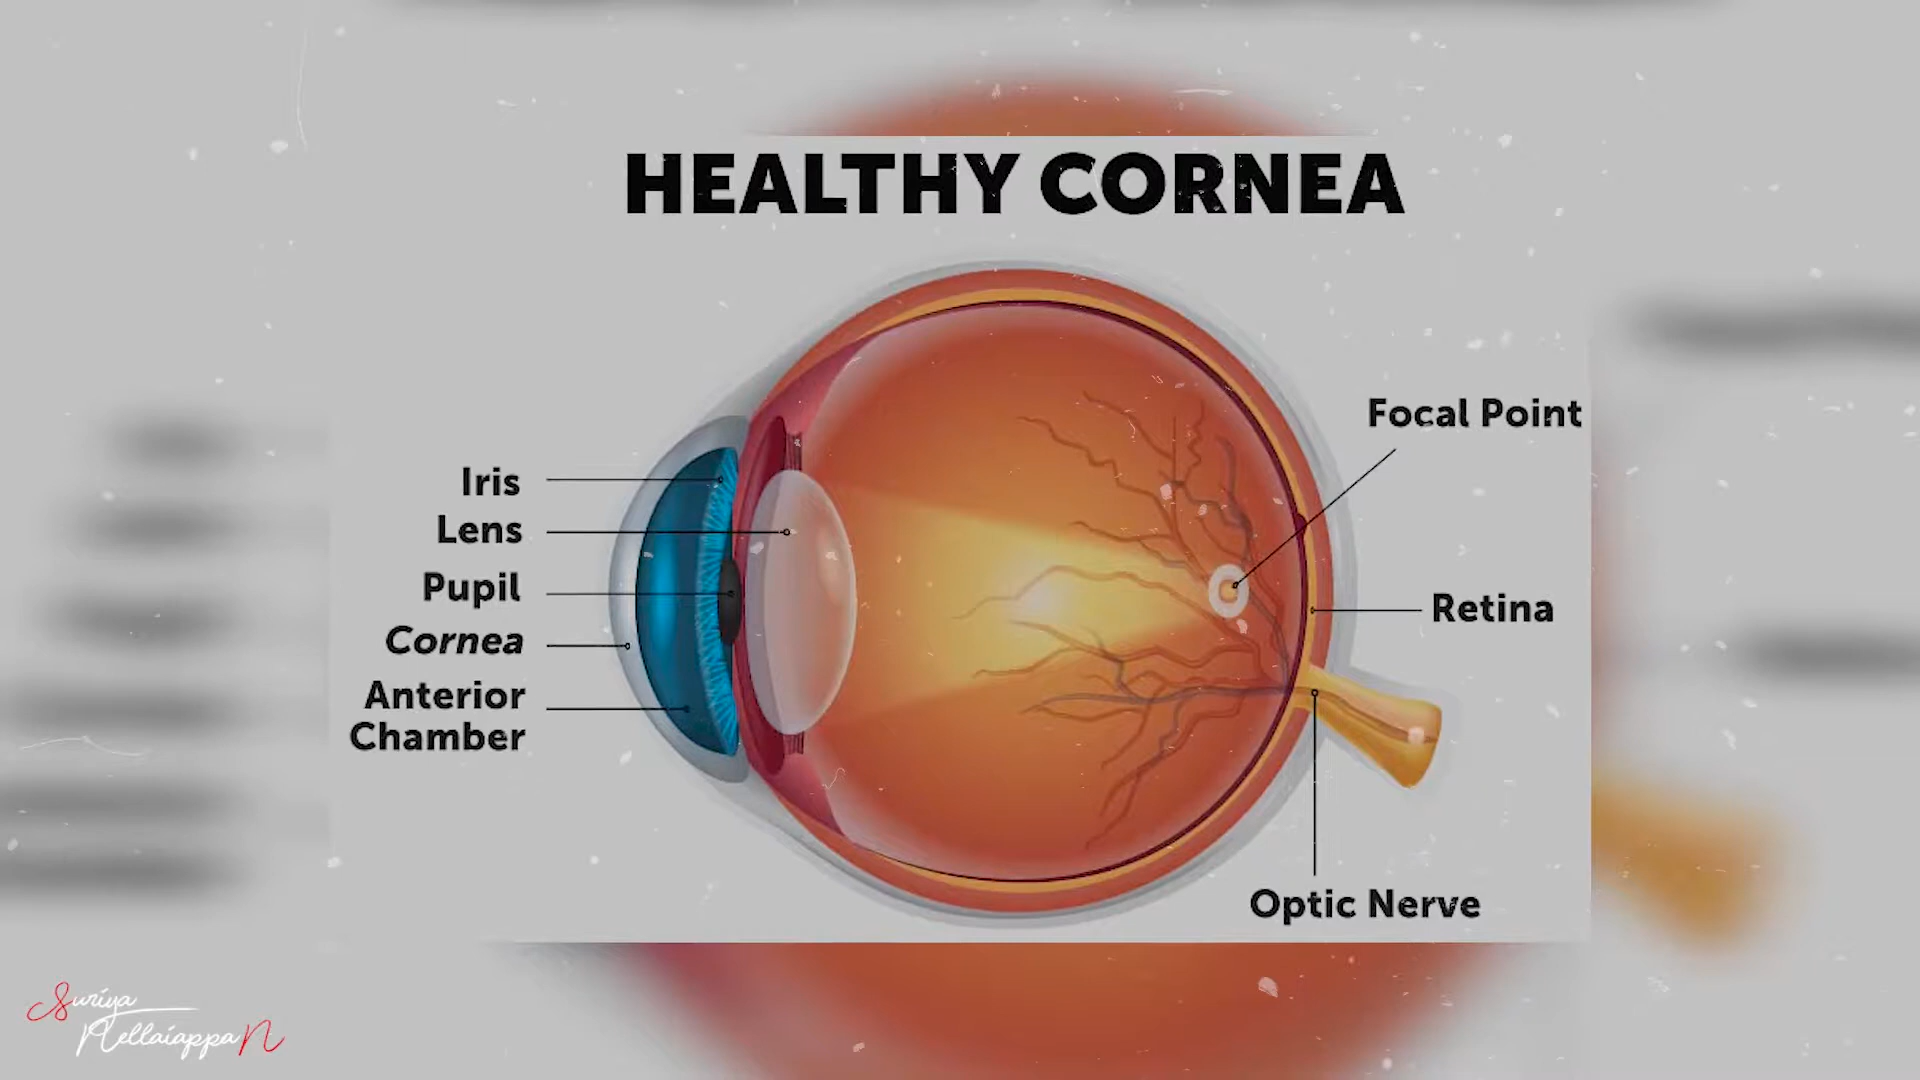 HEALTHY CORNEA
Iris
Lens
Pupil
Cornea
Anterior
Chamber
Focal Point
Retina
Optic Nerve
Suriya
NellaiappaN